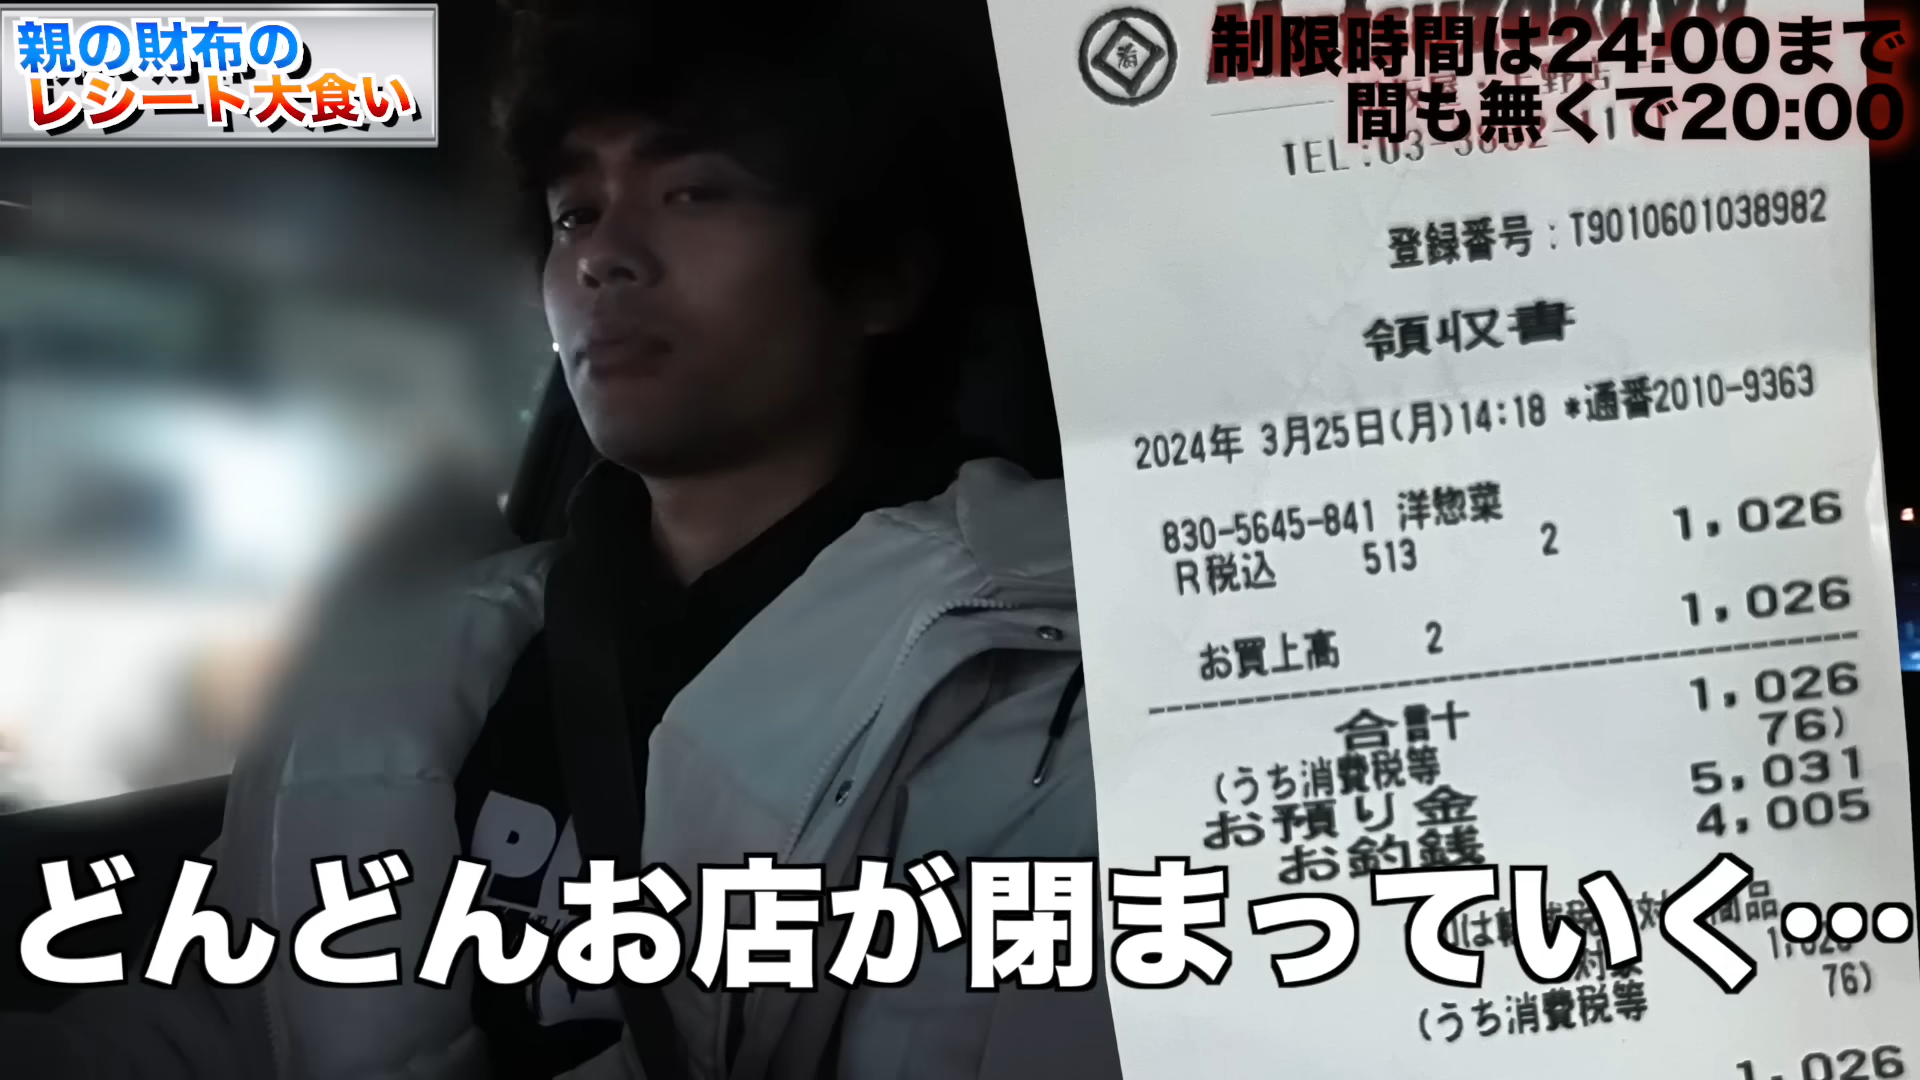 親の財布の
レシート大食い
制限時間は24:00まで
間も無くで20:00
登録番号:T9010601038982
領収書
2024年 3月25日(月)14:18 *通番2010-9363
830-5645-841 洋惣菜
R税込 513 2 1,026
お買上高 2 1,026
合計 1,026
(うち消費税等 76)
お預り金 5,031
お釣銭 4,005
どんどんお店が閉まっていく…
(うち消費税等 76)
1,026